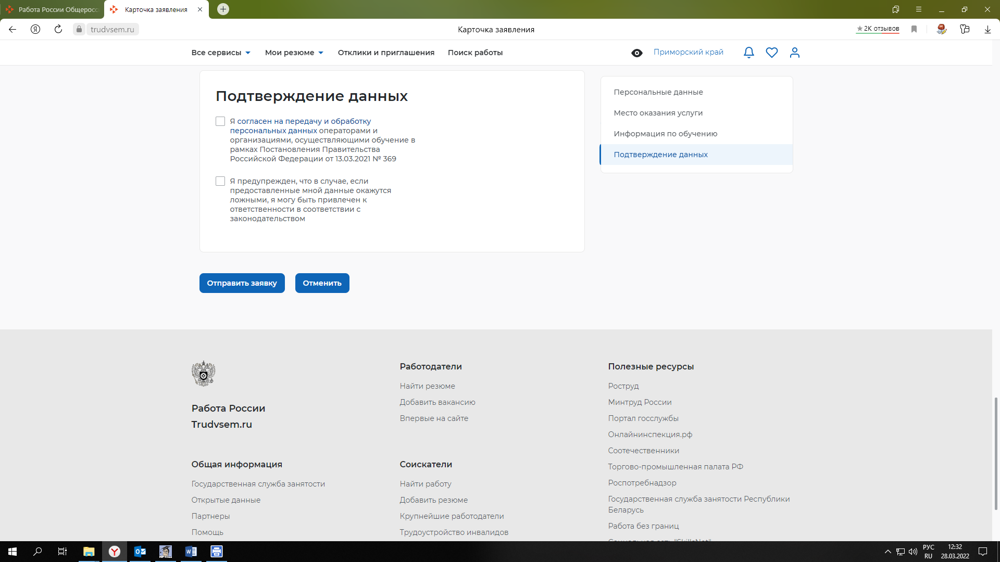 Работа России Общеросс
Карточка заявления
trudvsem.ru
Карточка заявления
2К отзывов
Все сервисы
Мои резюме
Отклики и приглашения
Поиск работы
Приморский край
Подтверждение данных
Я согласен на передачу и обработку
персональных данных операторами и
организациями, осуществляющими обучение в
рамках Постановления Правительства
Российской Федерации от 13.03.2021 № 369
Я предупрежден, что в случае, если
предоставленные мной данные окажутся
ложными, я могу быть привлечен к
ответственности в соответствии с
законодательством
Персональные данные
Место оказания услуги
Информация по обучению
Подтверждение данных
Отправить заявку
Отменить
Работа России
Trudvsem.ru
Работодатели
Найти резюме
Добавить вакансию
Впервые на сайте
Полезные ресурсы
Роструд
Минтруд России
Портал госслужбы
Онлайнинспекция.рф
Соотечественники
Торгово-промышленная палата РФ
Роспотребнадзор
Государственная служба занятости Республики
Беларусь
Работа без границ
Социальная сеть "SkillsNet"
Общая информация
Государственная служба занятости
Открытые данные
Партнеры
Помощь
Соискатели
Найти работу
Добавить резюме
Крупнейшие работодатели
Трудоустройство инвалидов
РУС
RU
12:32
28.03.2022